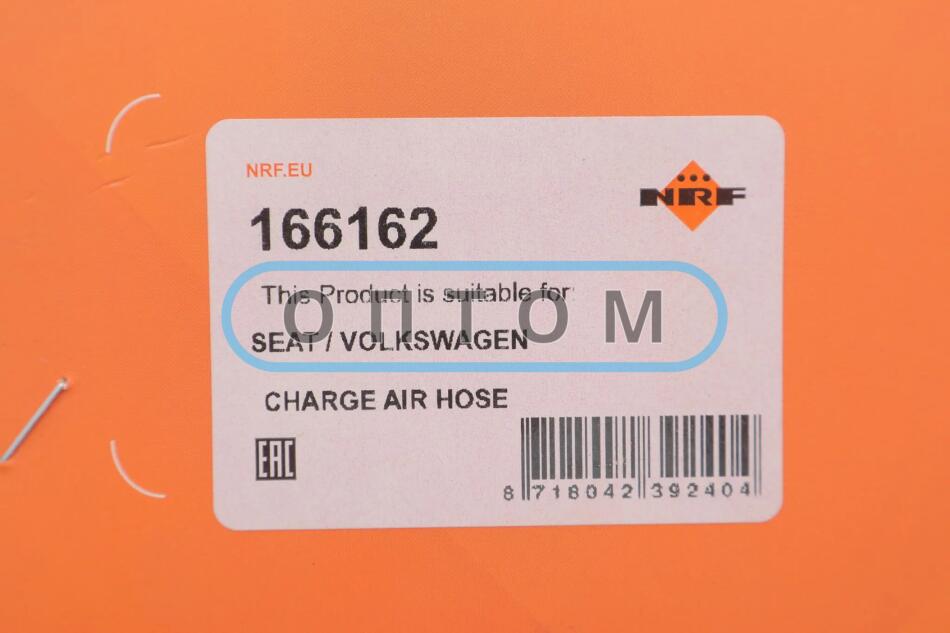 NRF.EU
NRF
166162
This Product is suitable for:
ОПТОМ
SEAT / VOLKSWAGEN
CHARGE AIR HOSE
EAC
8 718042 392404